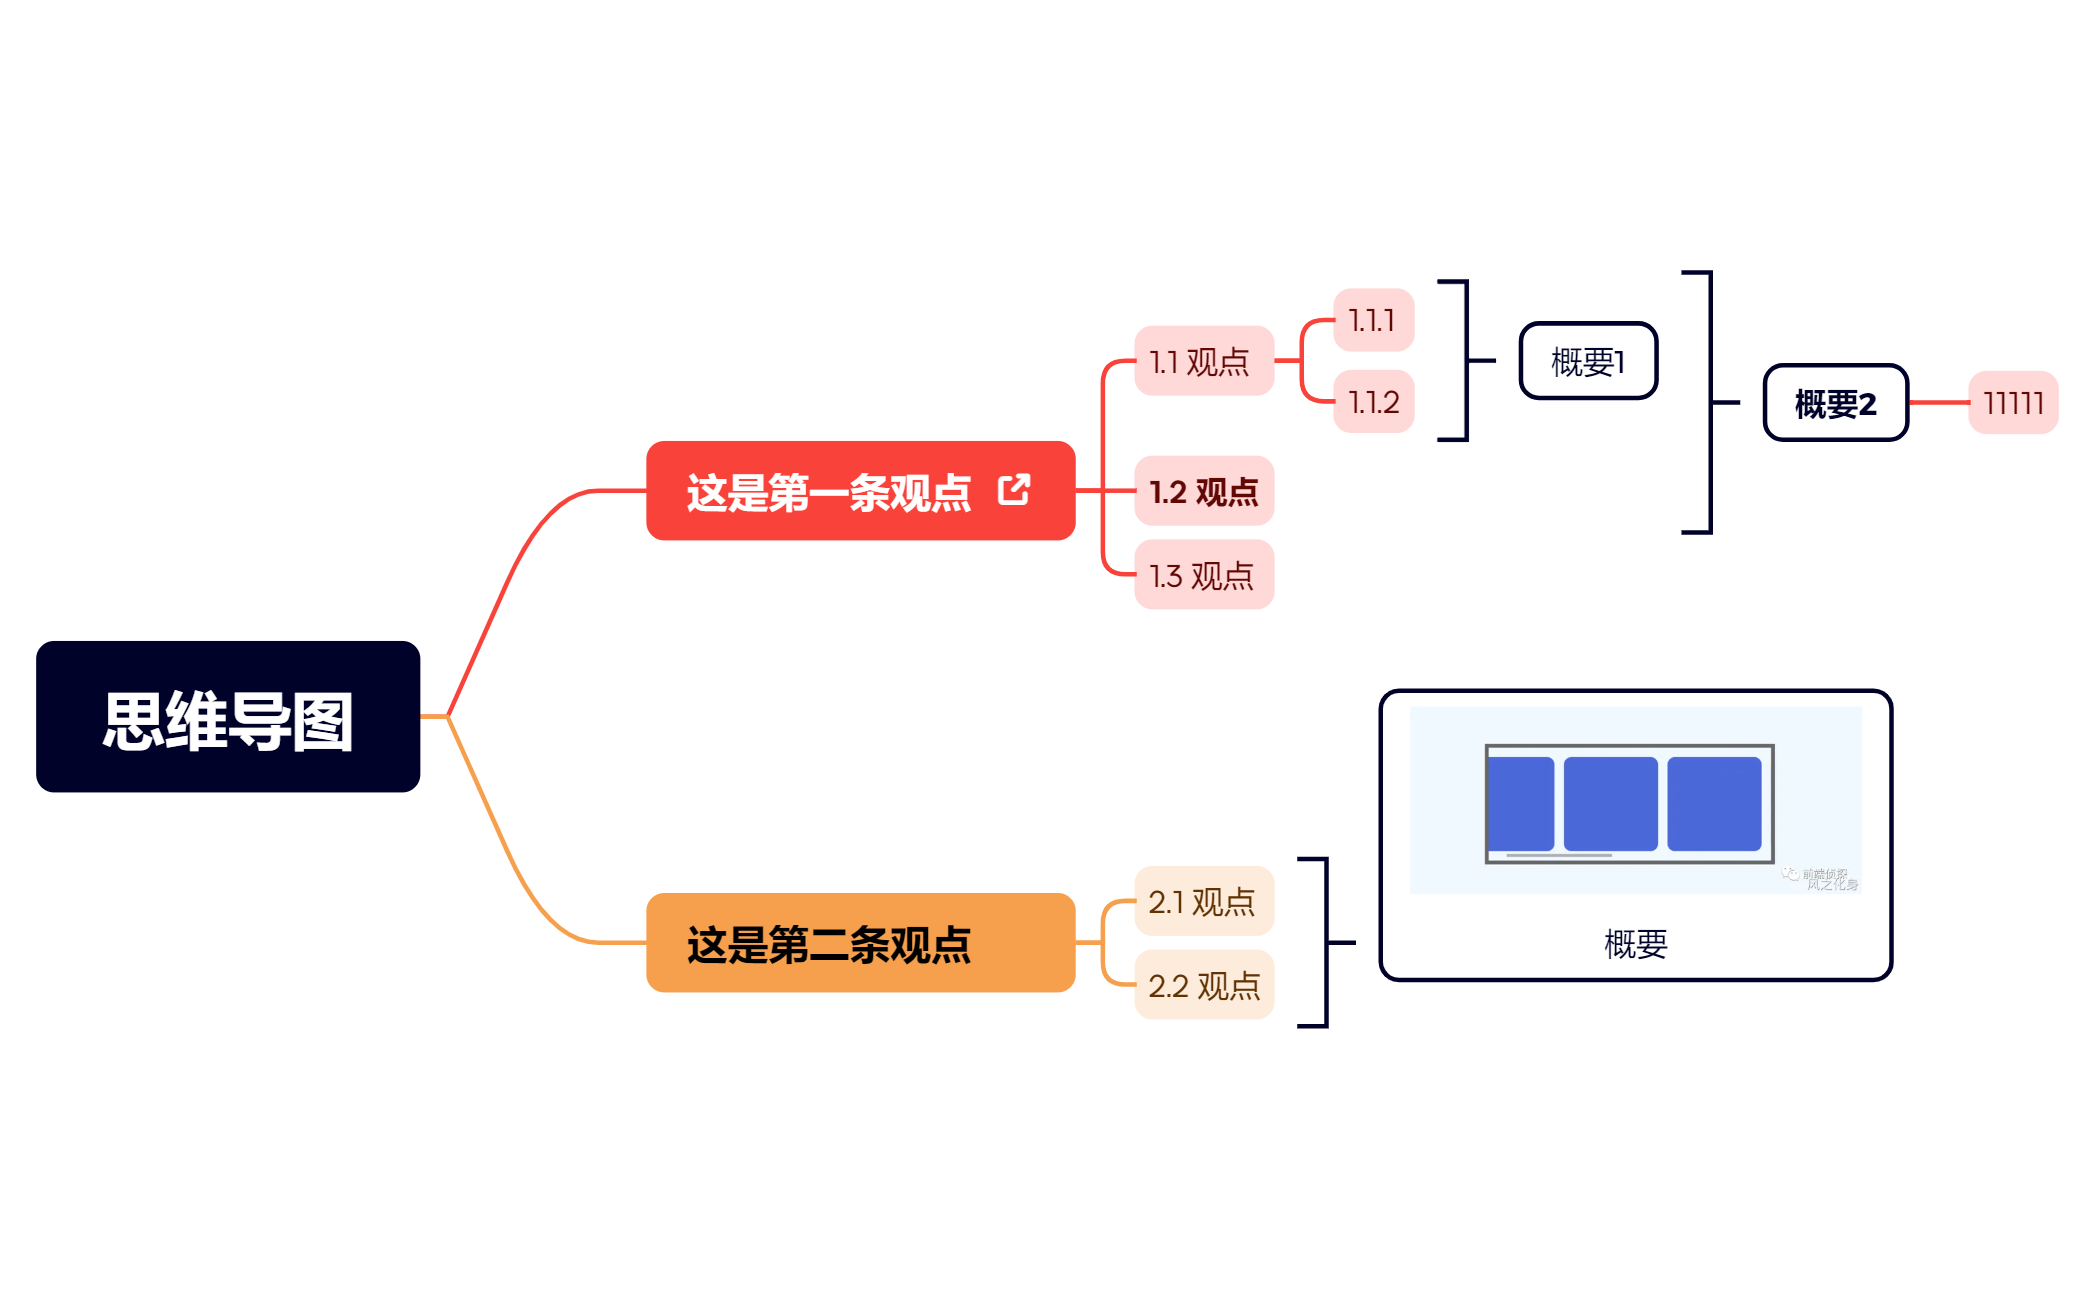 思维导图
这是第一条观点
1.1 观点
1.1.1
1.1.2
概要1
1.2 观点
1.3 观点
概要2
11111
这是第二条观点
2.1 观点
2.2 观点
前端侦探
风之化身
概要